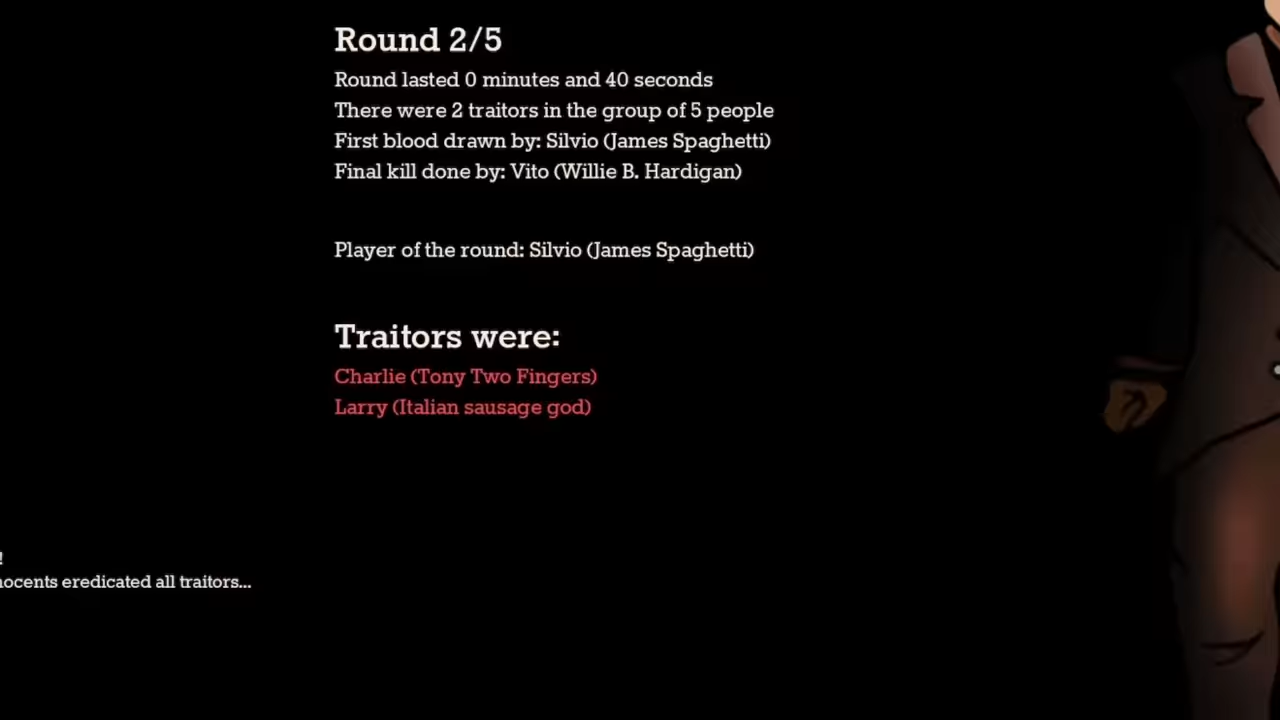 Round 2/5
Round lasted 0 minutes and 40 seconds
There were 2 traitors in the group of 5 people
First blood drawn by: Silvio (James Spaghetti)
Final kill done by: Vito (Willie B. Hardigan)
Player of the round: Silvio (James Spaghetti)
Traitors were:
Charlie (Tony Two Fingers)
Larry (Italian sausage god)
!
nocents eredicated all traitors...